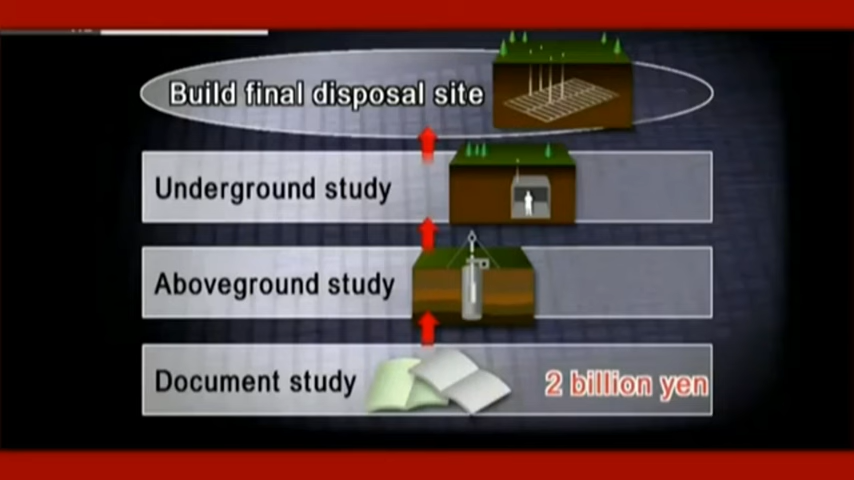 Build final disposal site
Underground study
Aboveground study
Document study
2 billion yen